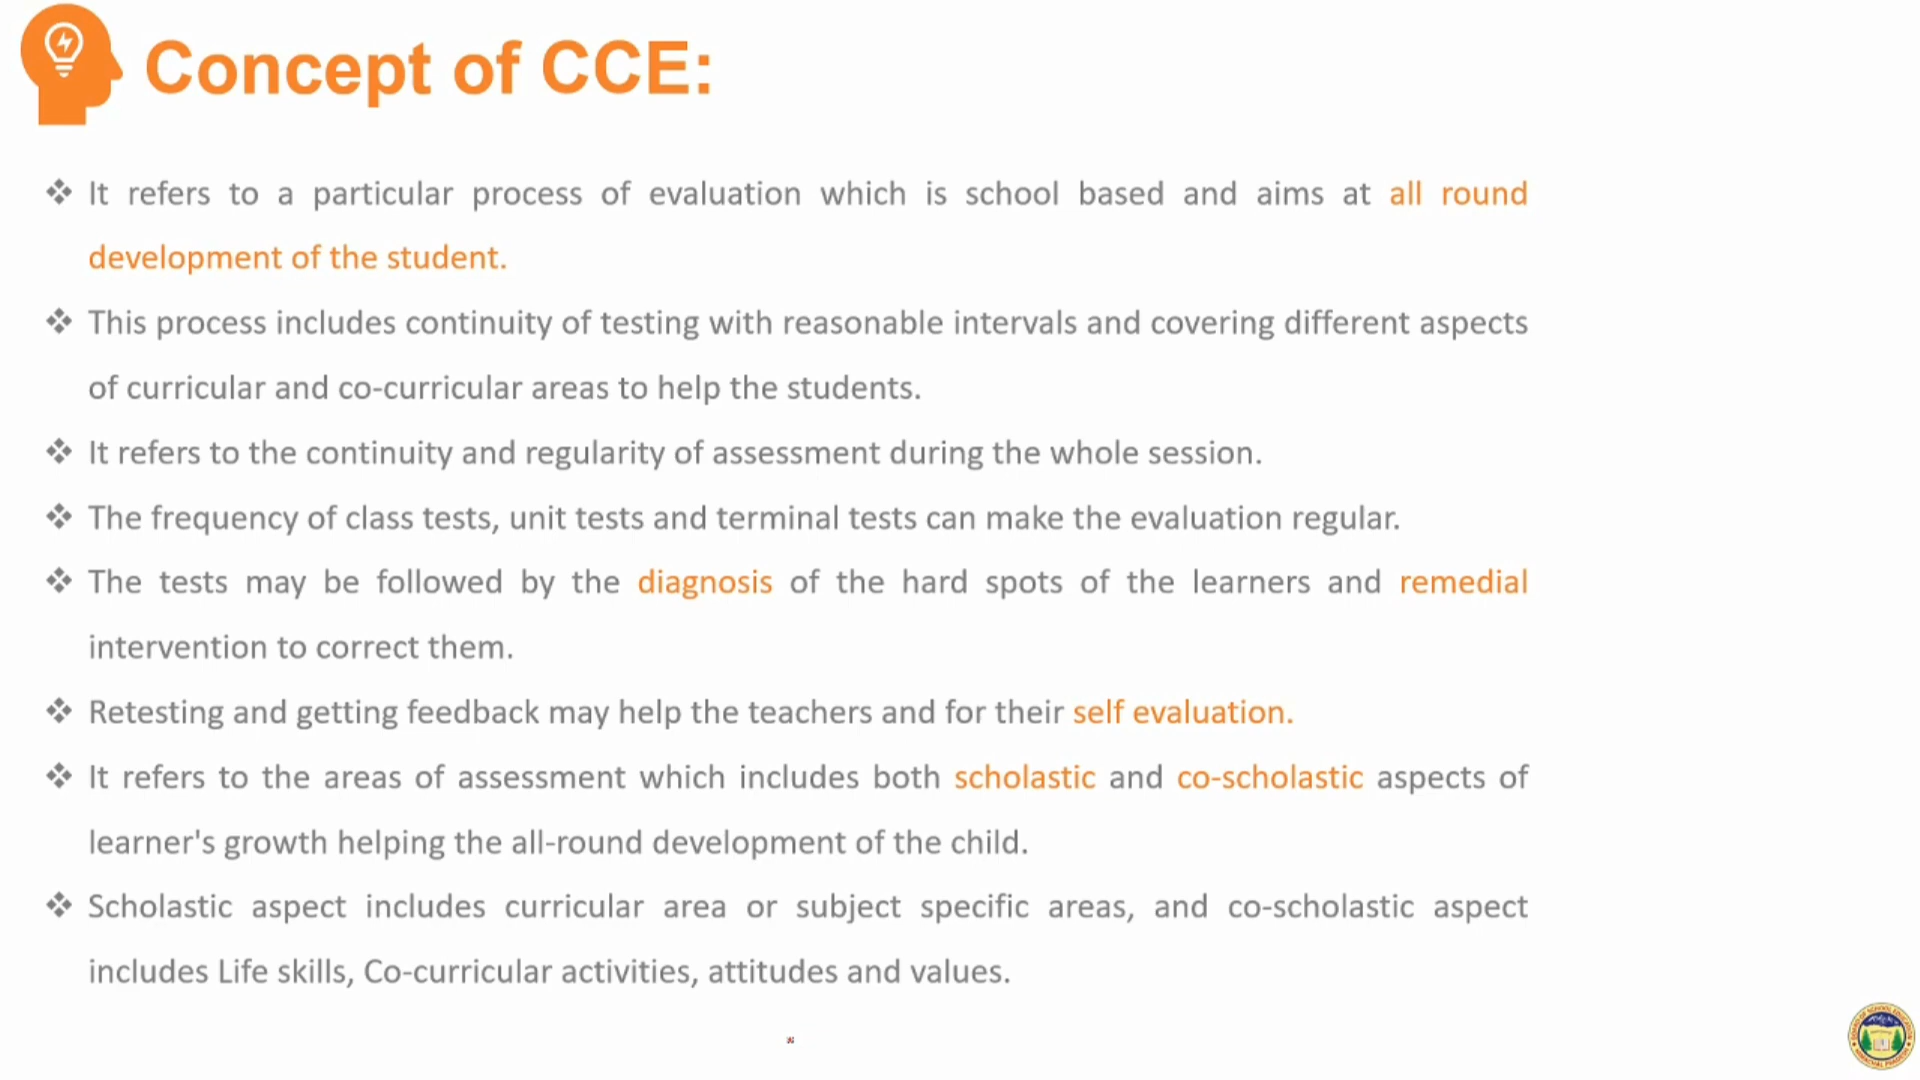 Concept of CCE:
❖ It refers to a particular process of evaluation which is school based and aims at all round
development of the student.
❖ This process includes continuity of testing with reasonable intervals and covering different aspects
of curricular and co-curricular areas to help the students.
❖ It refers to the continuity and regularity of assessment during the whole session.
❖ The frequency of class tests, unit tests and terminal tests can make the evaluation regular.
❖ The tests may be followed by the diagnosis of the hard spots of the learners and remedial
intervention to correct them.
❖ Retesting and getting feedback may help the teachers and for their self evaluation.
❖ It refers to the areas of assessment which includes both scholastic and co-scholastic aspects of
learner's growth helping the all-round development of the child.
❖ Scholastic aspect includes curricular area or subject specific areas, and co-scholastic aspect
includes Life skills, Co-curricular activities, attitudes and values.